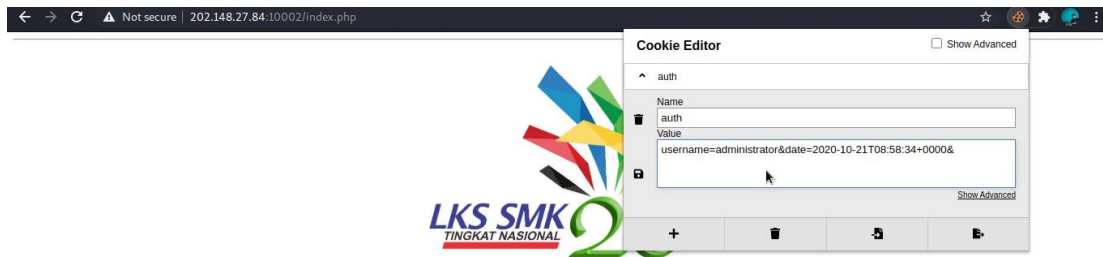 Not secure | 202.148.27.84:10002/index.php
Cookie Editor
Show Advanced
auth
Name
auth
Value
username=administrator&date=2020-10-21T08:58:34+0000&
Show Advanced
LKS SMK
TINGKAT NASIONAL